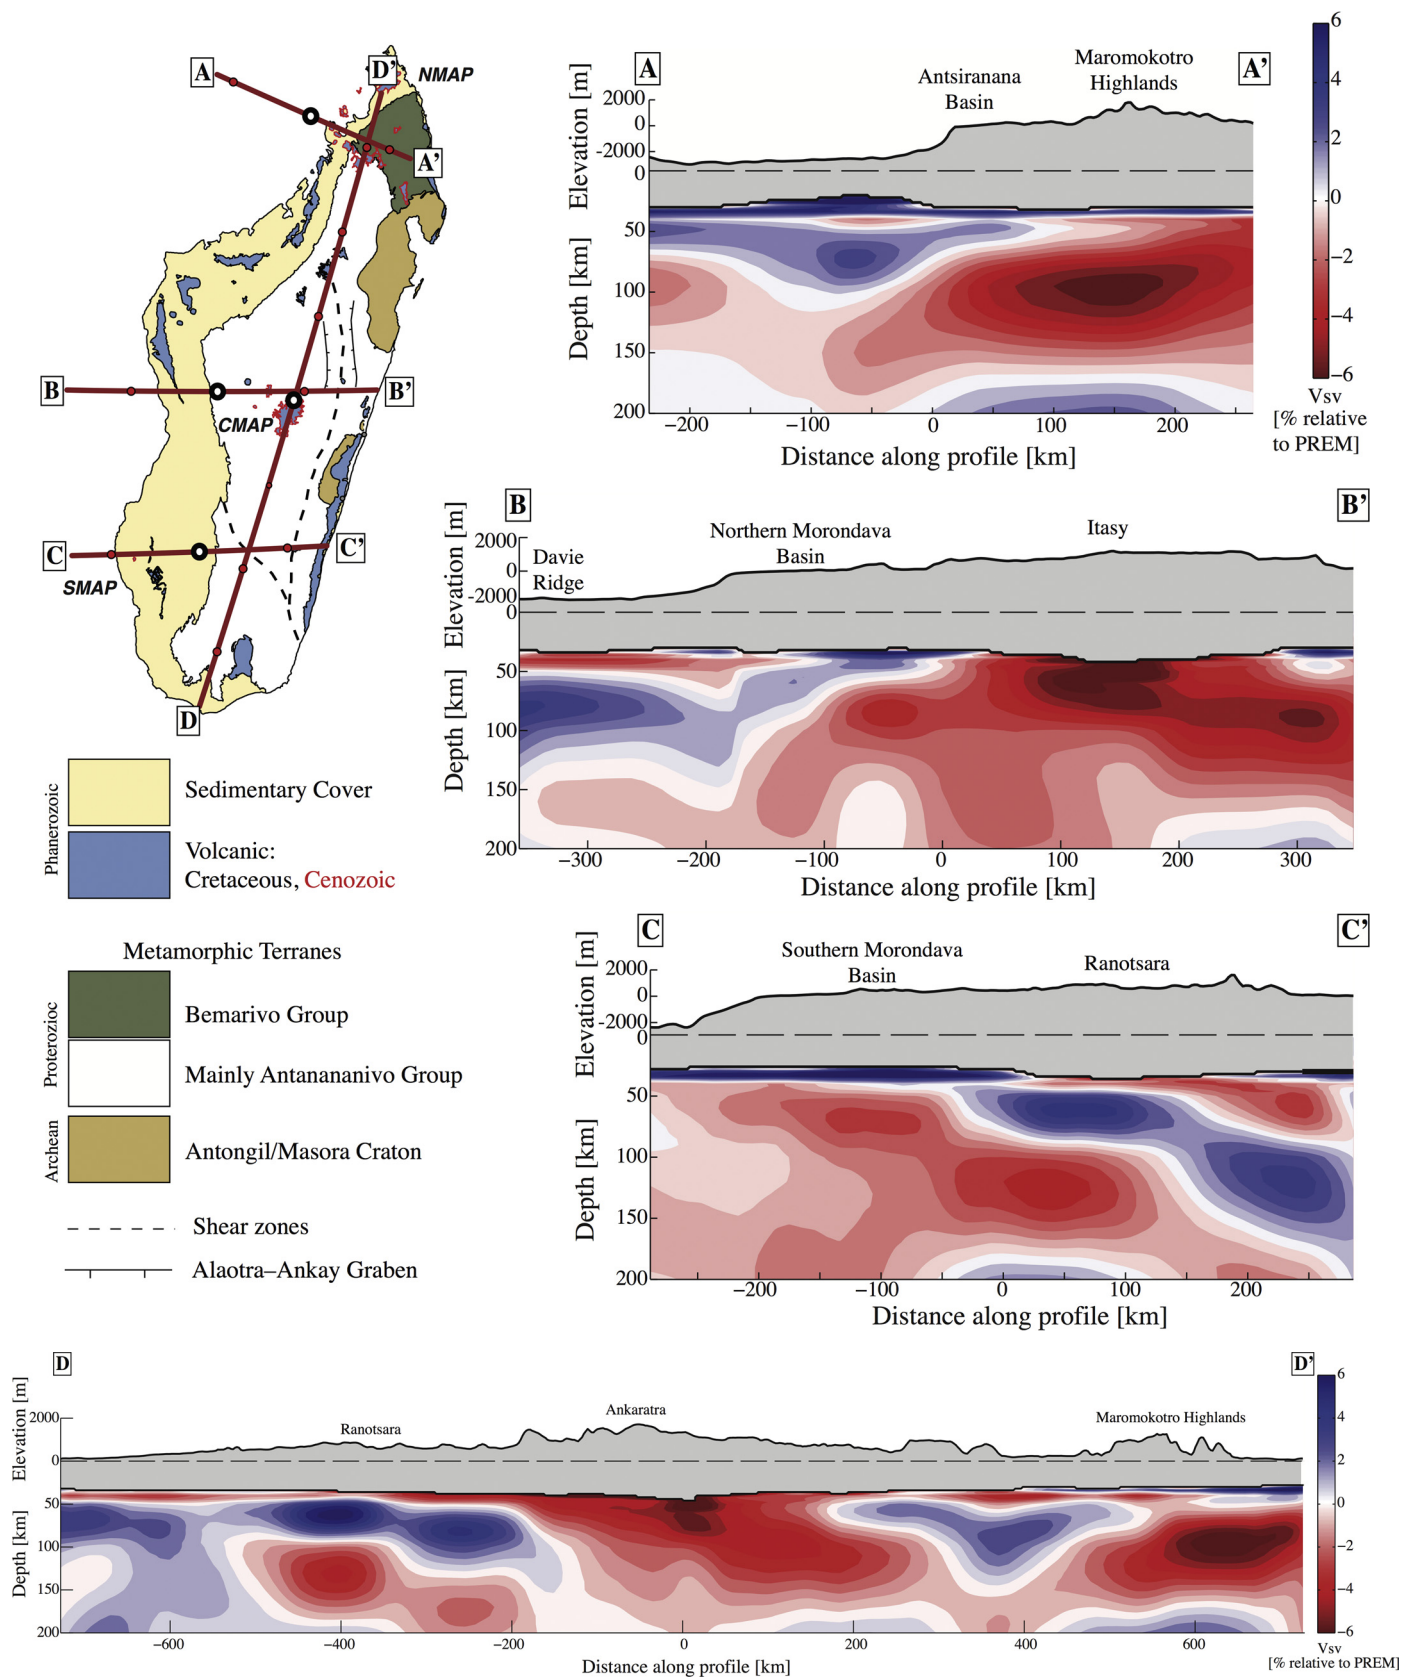 A
D'
NMAP
A'
B
B'
CMAP
C
C'
SMAP
D
Phanerozoic
Sedimentary Cover
Volcanic:
Cretaceous, Cenozoic
Metamorphic Terranes
Proterozioc
Bemarivo Group
Mainly Antanananivo Group
Archean
Antongil/Masora Craton
Shear zones
Alaotra–Ankay Graben
A
A'
Antsiranana
Basin
Maromokotro
Highlands
Elevation [m]
2000
0
-2000
0
Depth [km]
50
100
150
200
−200
−100
0
100
200
Distance along profile [km]
6
4
2
0
−2
−4
−6
Vsv
[% relative
to PREM]
B
B'
Davie
Ridge
Northern Morondava
Basin
Itasy
Elevation [m]
2000
0
-2000
0
Depth [km]
50
100
150
200
−300
−200
−100
0
100
200
300
Distance along profile [km]
C
C'
Southern Morondava
Basin
Ranotsara
Elevation [m]
2000
0
-2000
0
Depth [km]
50
100
150
200
−200
−100
0
100
200
Distance along profile [km]
D
D'
Ranotsara
Ankaratra
Maromokotro Highlands
Elevation [m]
2000
0
Depth [km]
50
100
150
200
−600
−400
−200
0
200
400
600
Distance along profile [km]
6
4
2
0
−2
−4
−6
Vsv
[% relative to PREM]